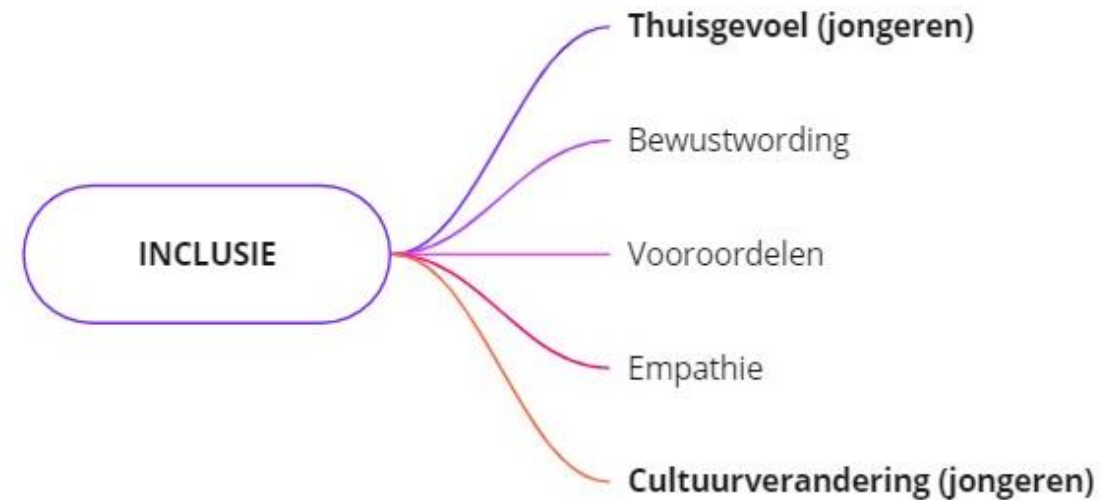 Thuisgevoel (jongeren)
Bewustwording
INCLUSIE
Vooroordelen
Empathie
Cultuurverandering (jongeren)